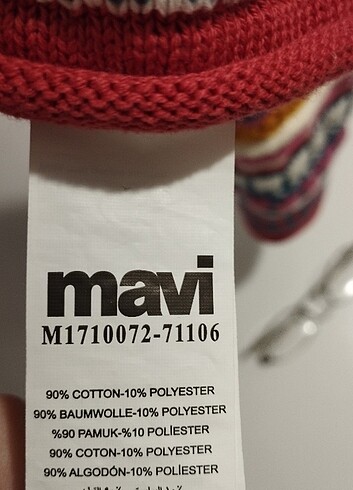 mavi
M1710072-71106
90% COTTON-10% POLYESTER
90% BAUMWOLLE-10% POLYESTER
%90 PAMUK-%10 POLİESTER
90% COTON-10% POLYESTER
90% ALGODÓN-10% POLİESTER